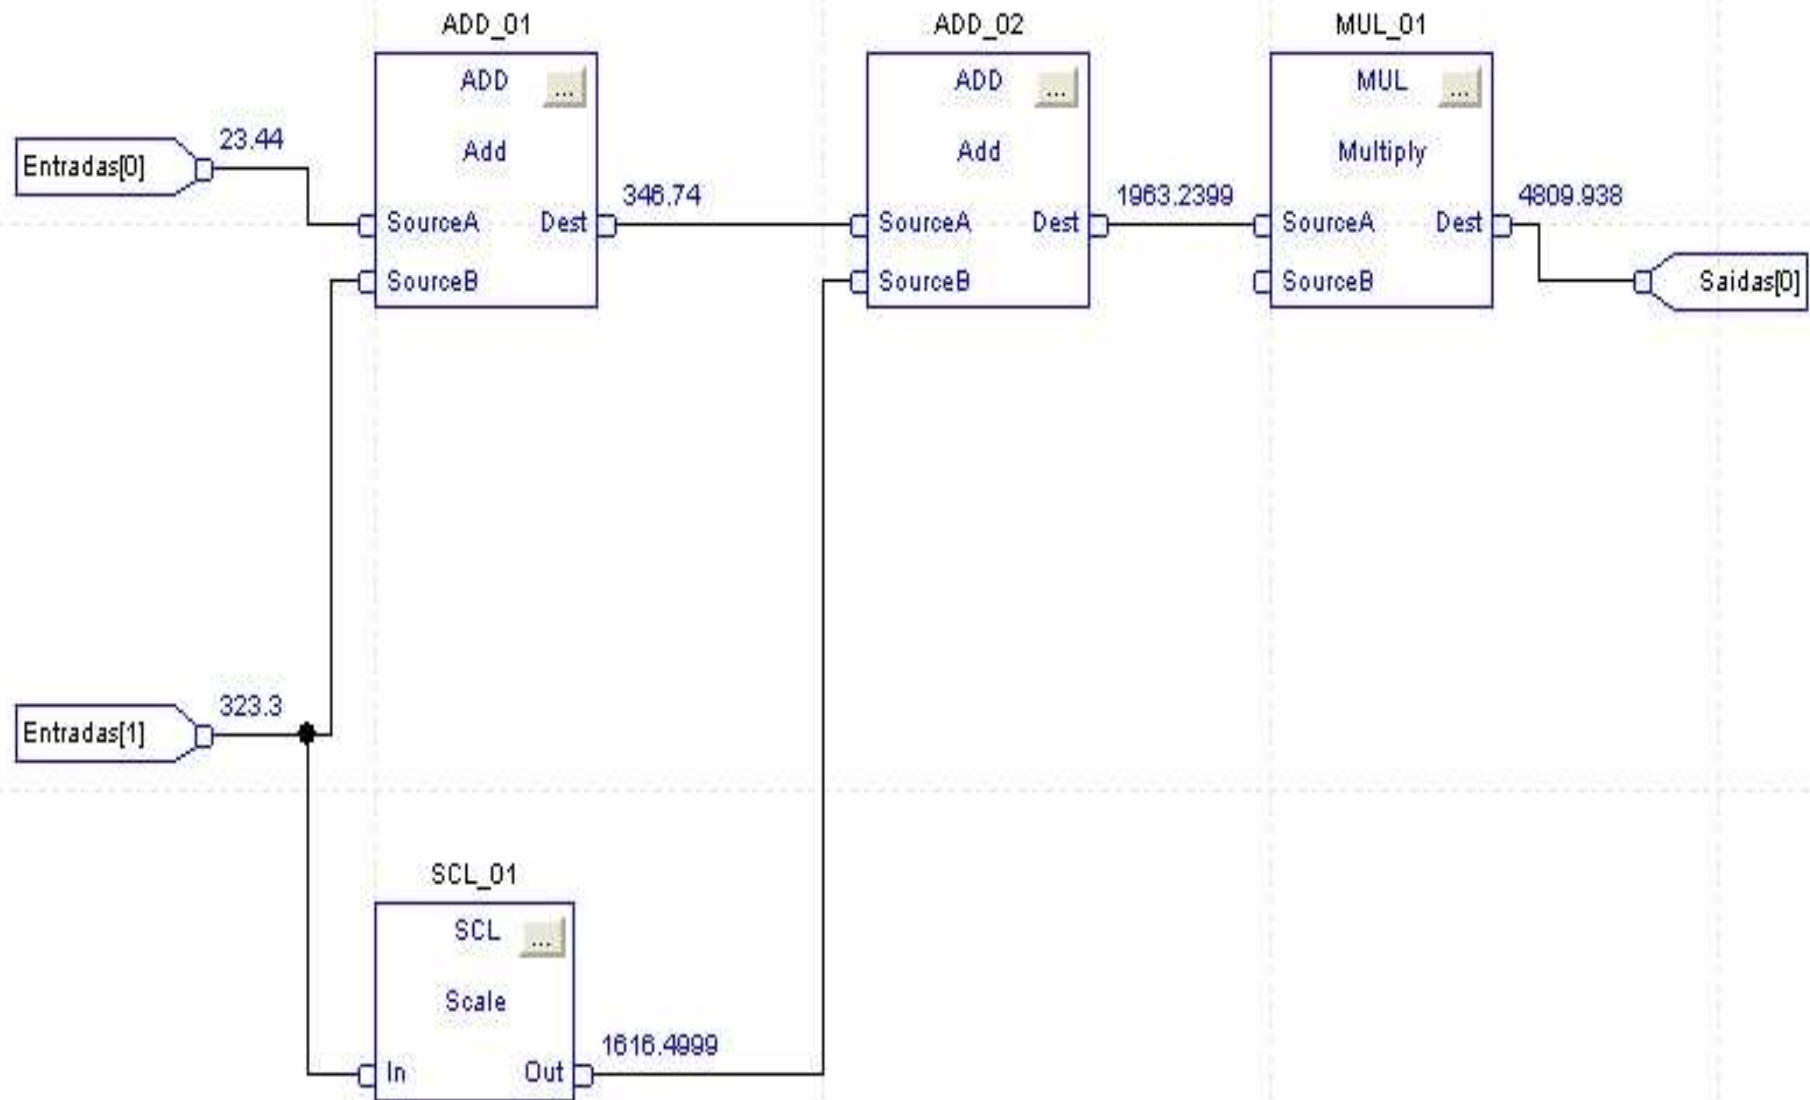 ADD_01
ADD
...
Add
SourceA
Dest
SourceB
ADD_02
ADD
...
Add
SourceA
Dest
SourceB
MUL_01
MUL
...
Multiply
SourceA
Dest
SourceB
Entradas[0]
23.44
346.74
1963.2399
4809.938
Saidas[0]
Entradas[1]
323.3
SCL_01
SCL
...
Scale
In
Out
1616.4999